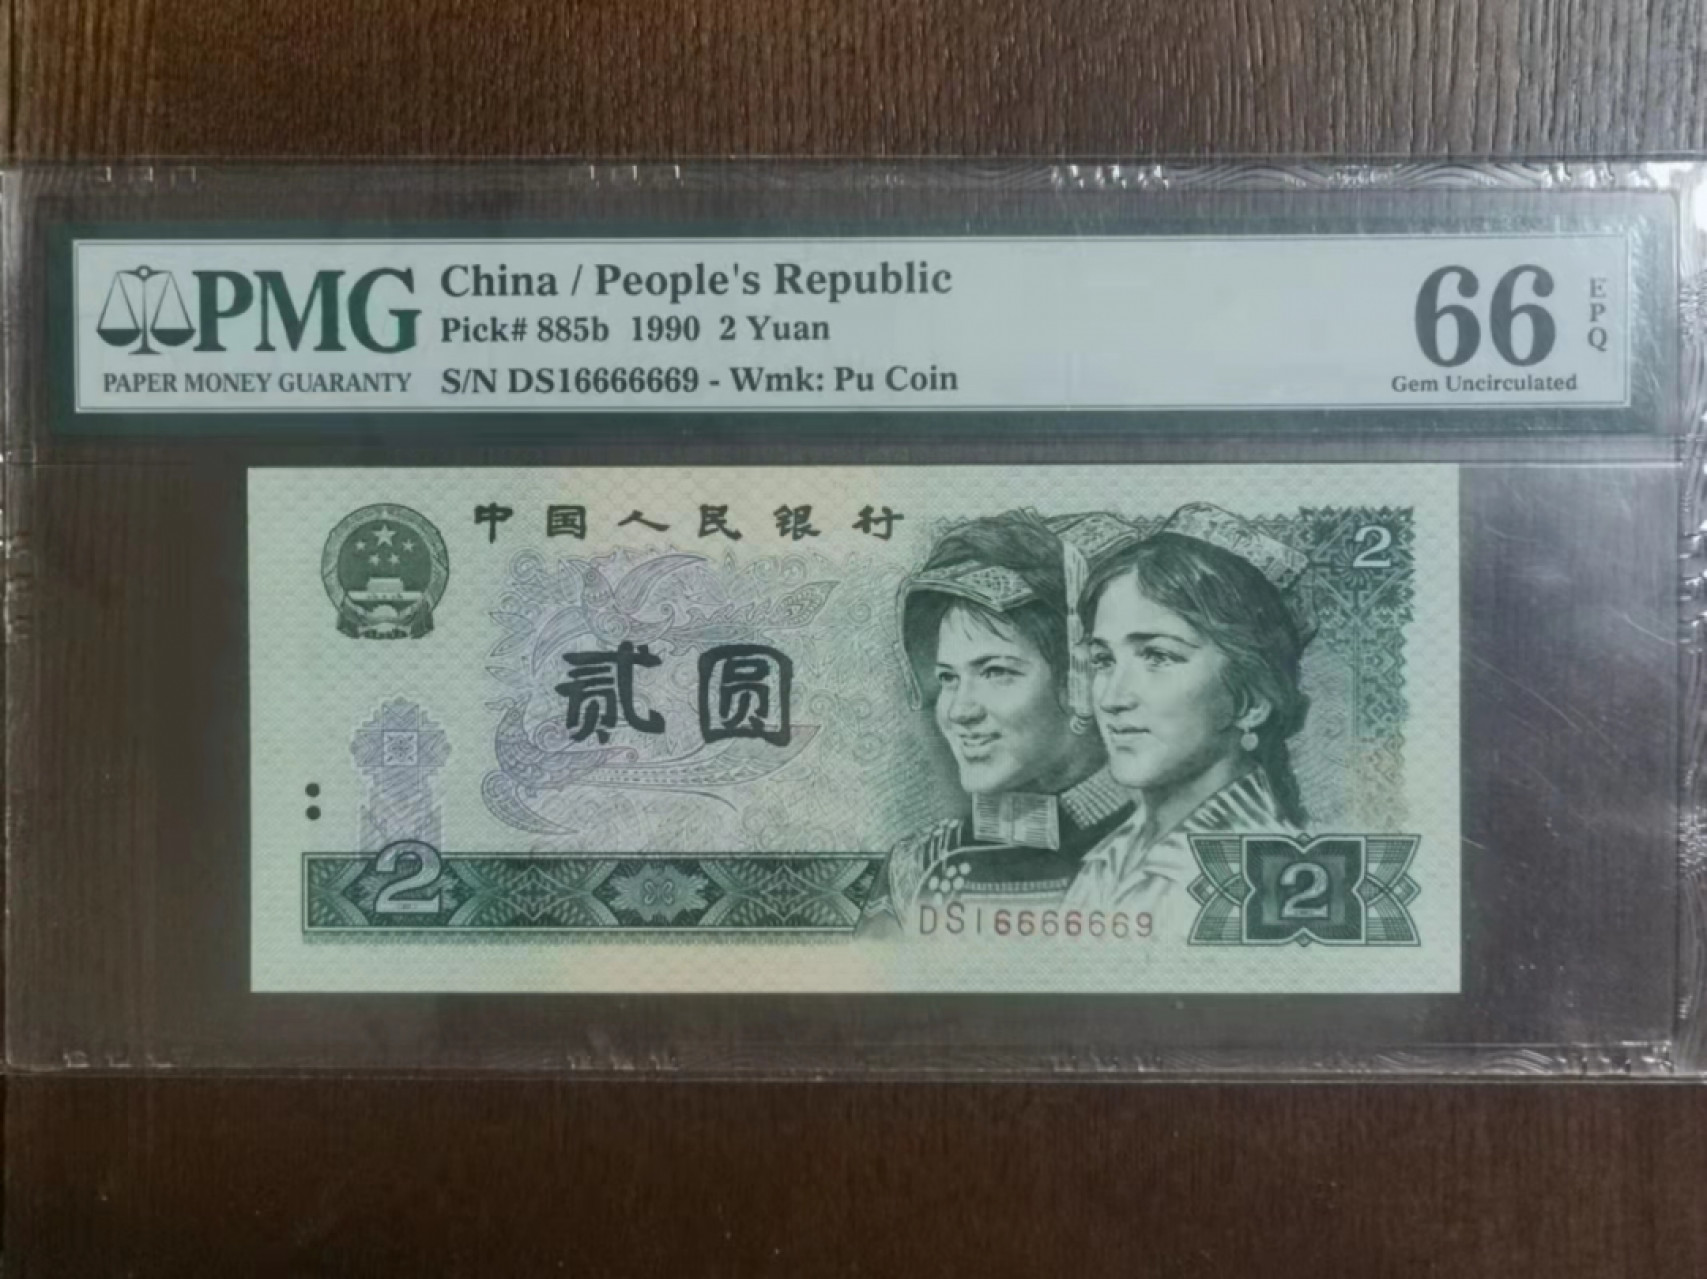 PMG
PAPER MONEY GUARANTY
China / People's Republic
Pick# 885b 1990 2 Yuan
S/N DS16666669 - Wmk: Pu Coin
66
EPQ
Gem Uncirculated
中国人民银行
2
贰圆
2
DS16666669
2